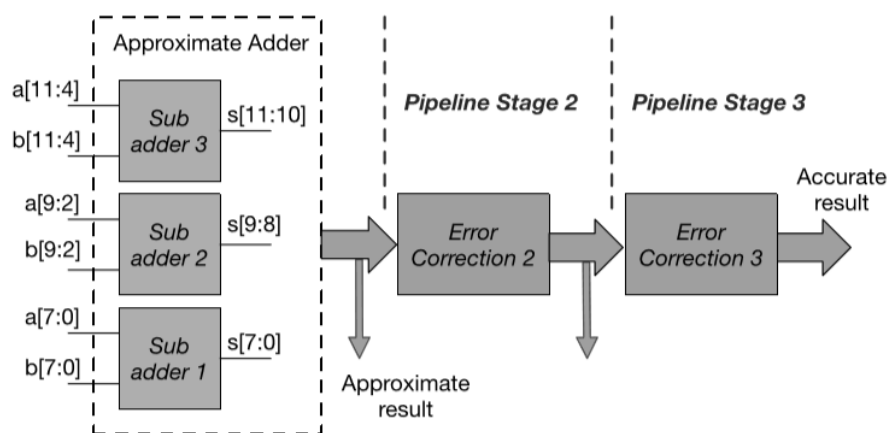 Approximate Adder
a[11:4]
b[11:4]
Sub
adder 3
s[11:10]
a[9:2]
b[9:2]
Sub
adder 2
s[9:8]
a[7:0]
b[7:0]
Sub
adder 1
s[7:0]
Pipeline Stage 2
Error
Correction 2
Approximate
result
Pipeline Stage 3
Error
Correction 3
Accurate
result